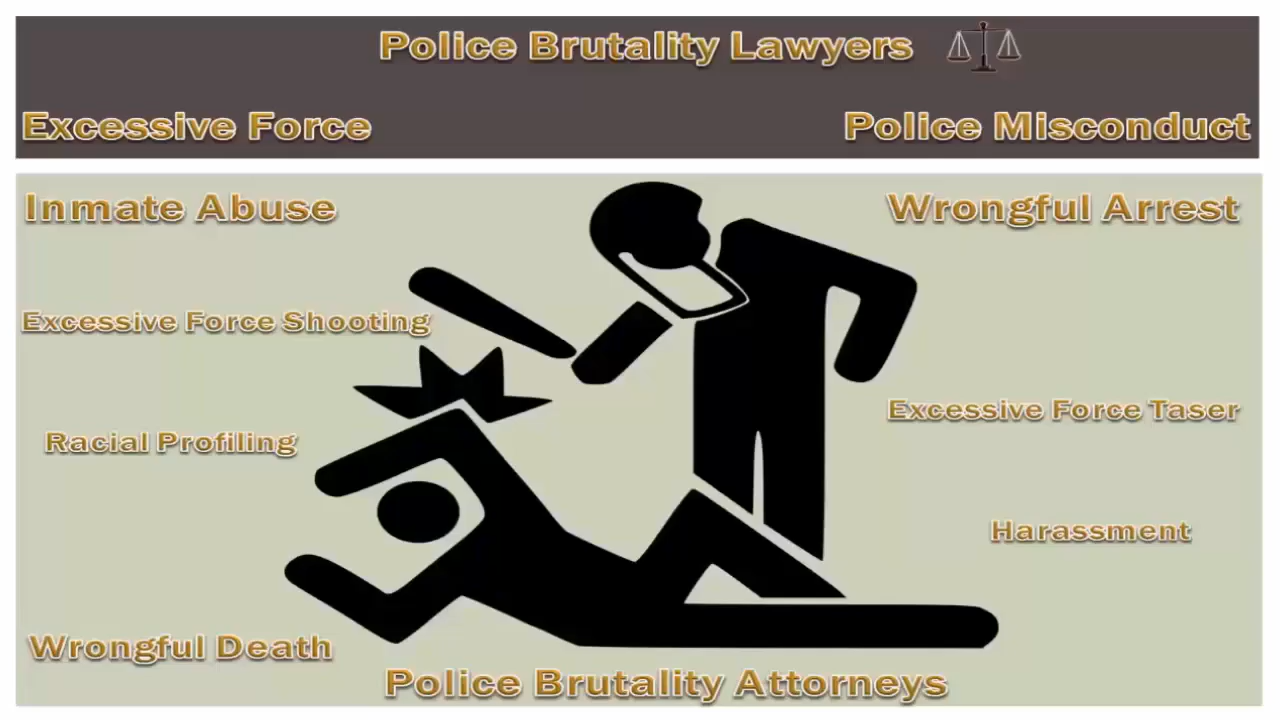 Police Brutality Lawyers
Excessive Force
Police Misconduct
Inmate Abuse
Wrongful Arrest
Excessive Force Shooting
Excessive Force Taser
Racial Profiling
Harassment
Wrongful Death
Police Brutality Attorneys